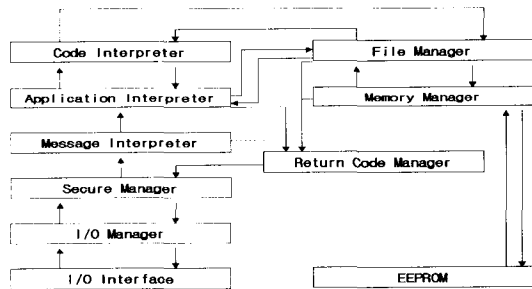 Code Interpreter
File Manager
Application Interpreter
Memory Manager
Message Interpreter
Return Code Manager
Secure Manager
I/O Manager
I/O Interface
EEPROM